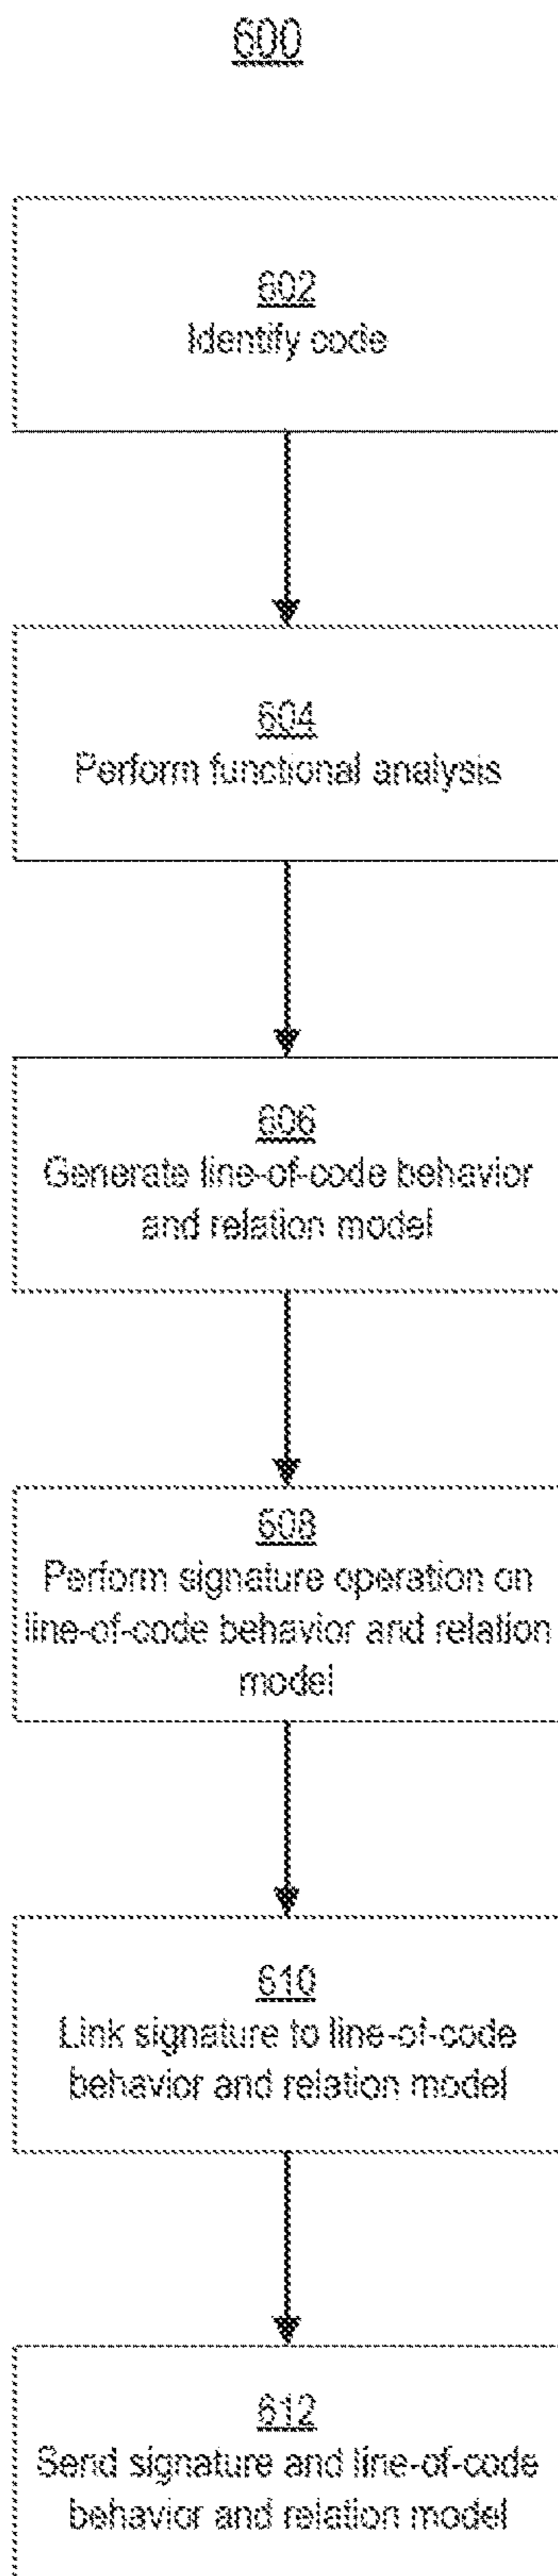 600
602
Identify code
604
Perform functional analysis
606
Generate line-of-code behavior
and relation model
608
Perform signature operation on
line-of-code behavior and relation
model
610
Link signature to line-of-code
behavior and relation model
612
Send signature and line-of-code
behavior and relation model